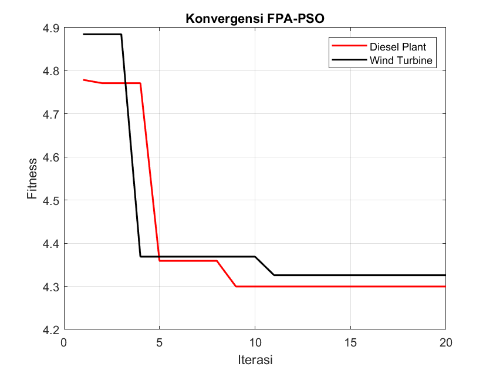 Konvergensi FPA-PSO
Diesel Plant
Wind Turbine
Fitness
4.9
4.8
4.7
4.6
4.5
4.4
4.3
4.2
0 5 10 15 20
Iterasi